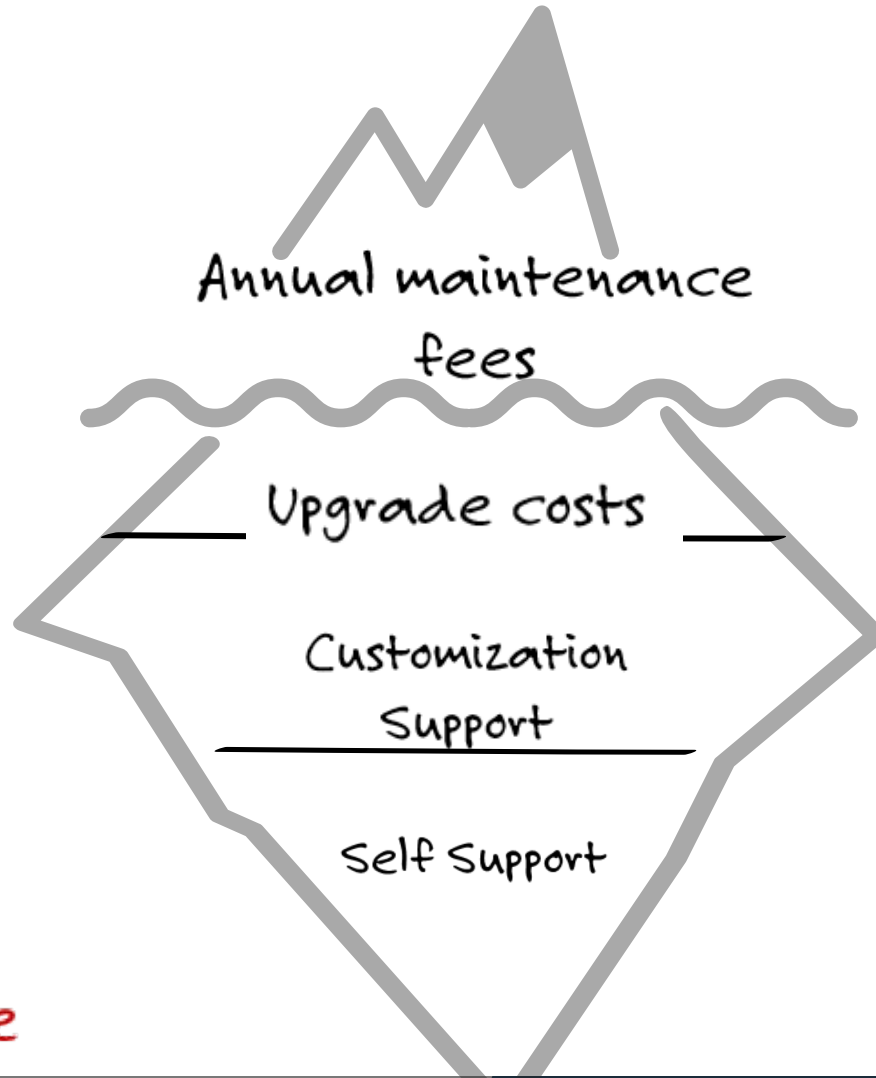 Annual maintenance
fees
Upgrade costs
Customization
Support
Self Support